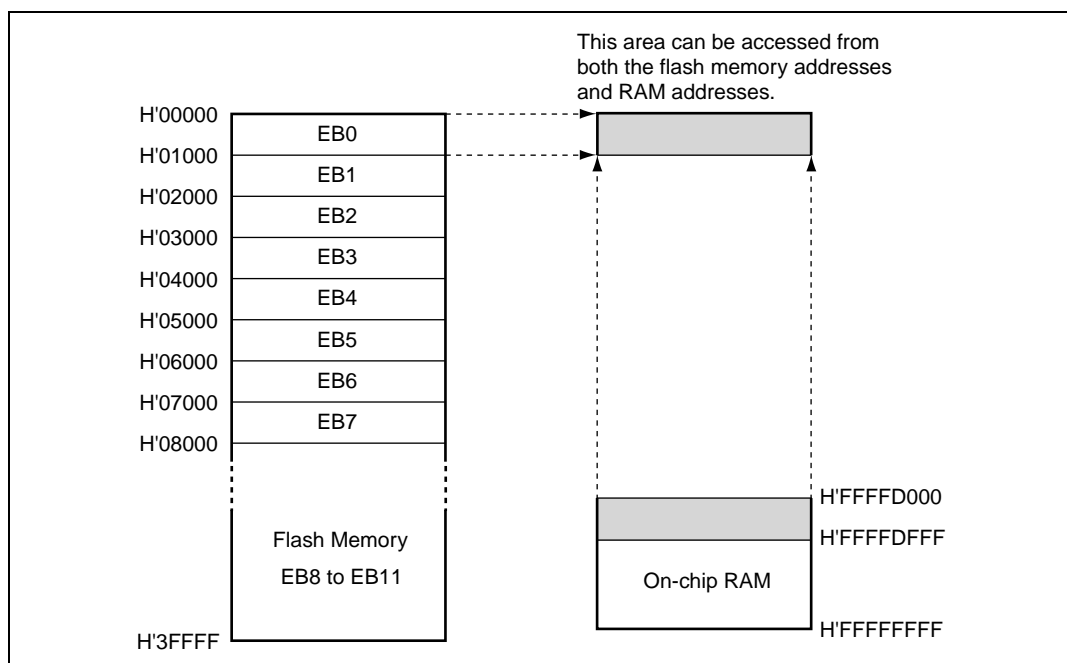 This area can be accessed from
both the flash memory addresses
and RAM addresses.
H'00000
EB0
H'01000
EB1
H'02000
EB2
H'03000
EB3
H'04000
EB4
H'05000
EB5
H'06000
EB6
H'07000
EB7
H'08000
H'FFFFD000
Flash Memory
H'FFFFDFFF
EB8 to EB11
On-chip RAM
H'FFFFFFFF
H'3FFFF